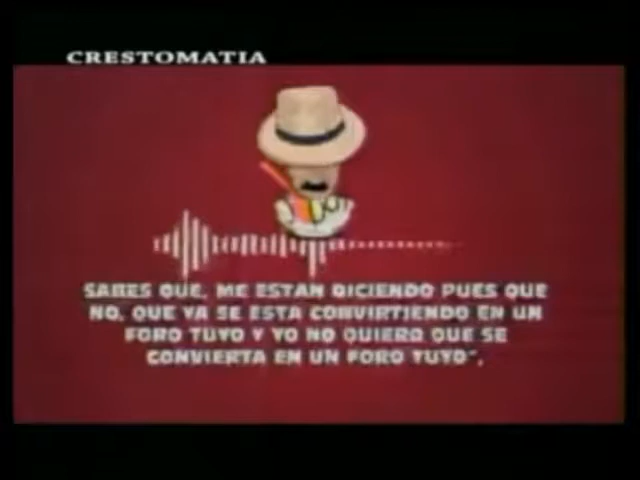 CRESTOMATIA
SABES QUE, ME ESTAN DICIENDO PUES QUE
NO, QUE YA SE ESTA CONVIRTIENDO EN UN
FORO TUYO Y YO NO QUIERO QUE SE
CONVIERTA EN UN FORO TUYO",